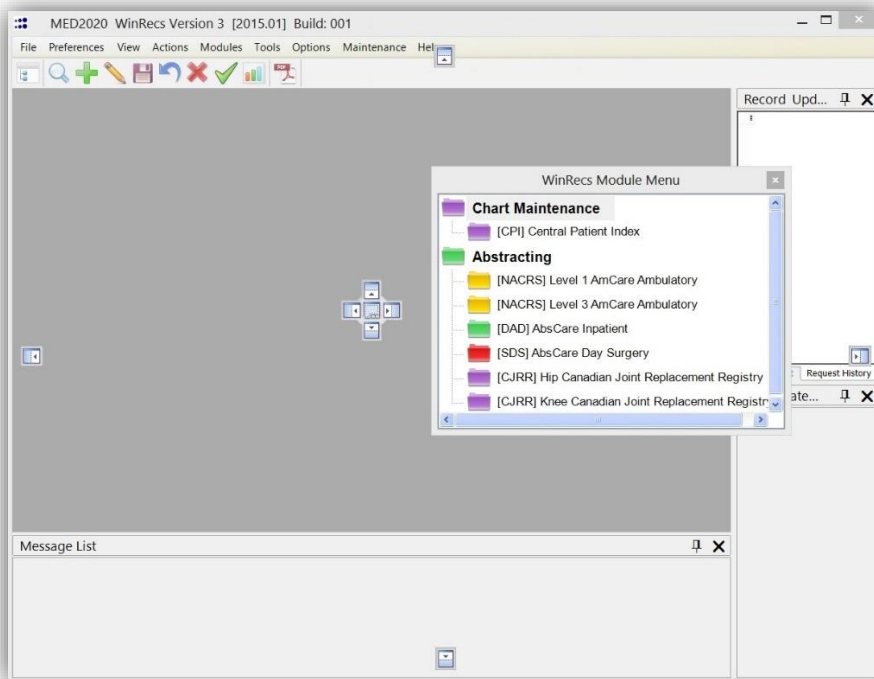 MED2020 WinRecs Version 3 [2015.01] Build: 001
File Preferences View Actions Modules Tools Options Maintenance Hel
Record Upd...
WinRecs Module Menu
Chart Maintenance
[CPI] Central Patient Index
Abstracting
[NACRS] Level 1 AmCare Ambulatory
[NACRS] Level 3 AmCare Ambulatory
[DAD] AbsCare Inpatient
[SDS] AbsCare Day Surgery
[CJRR] Hip Canadian Joint Replacement Registry
[CJRR] Knee Canadian Joint Replacement Registry
Request History
ate...
Message List